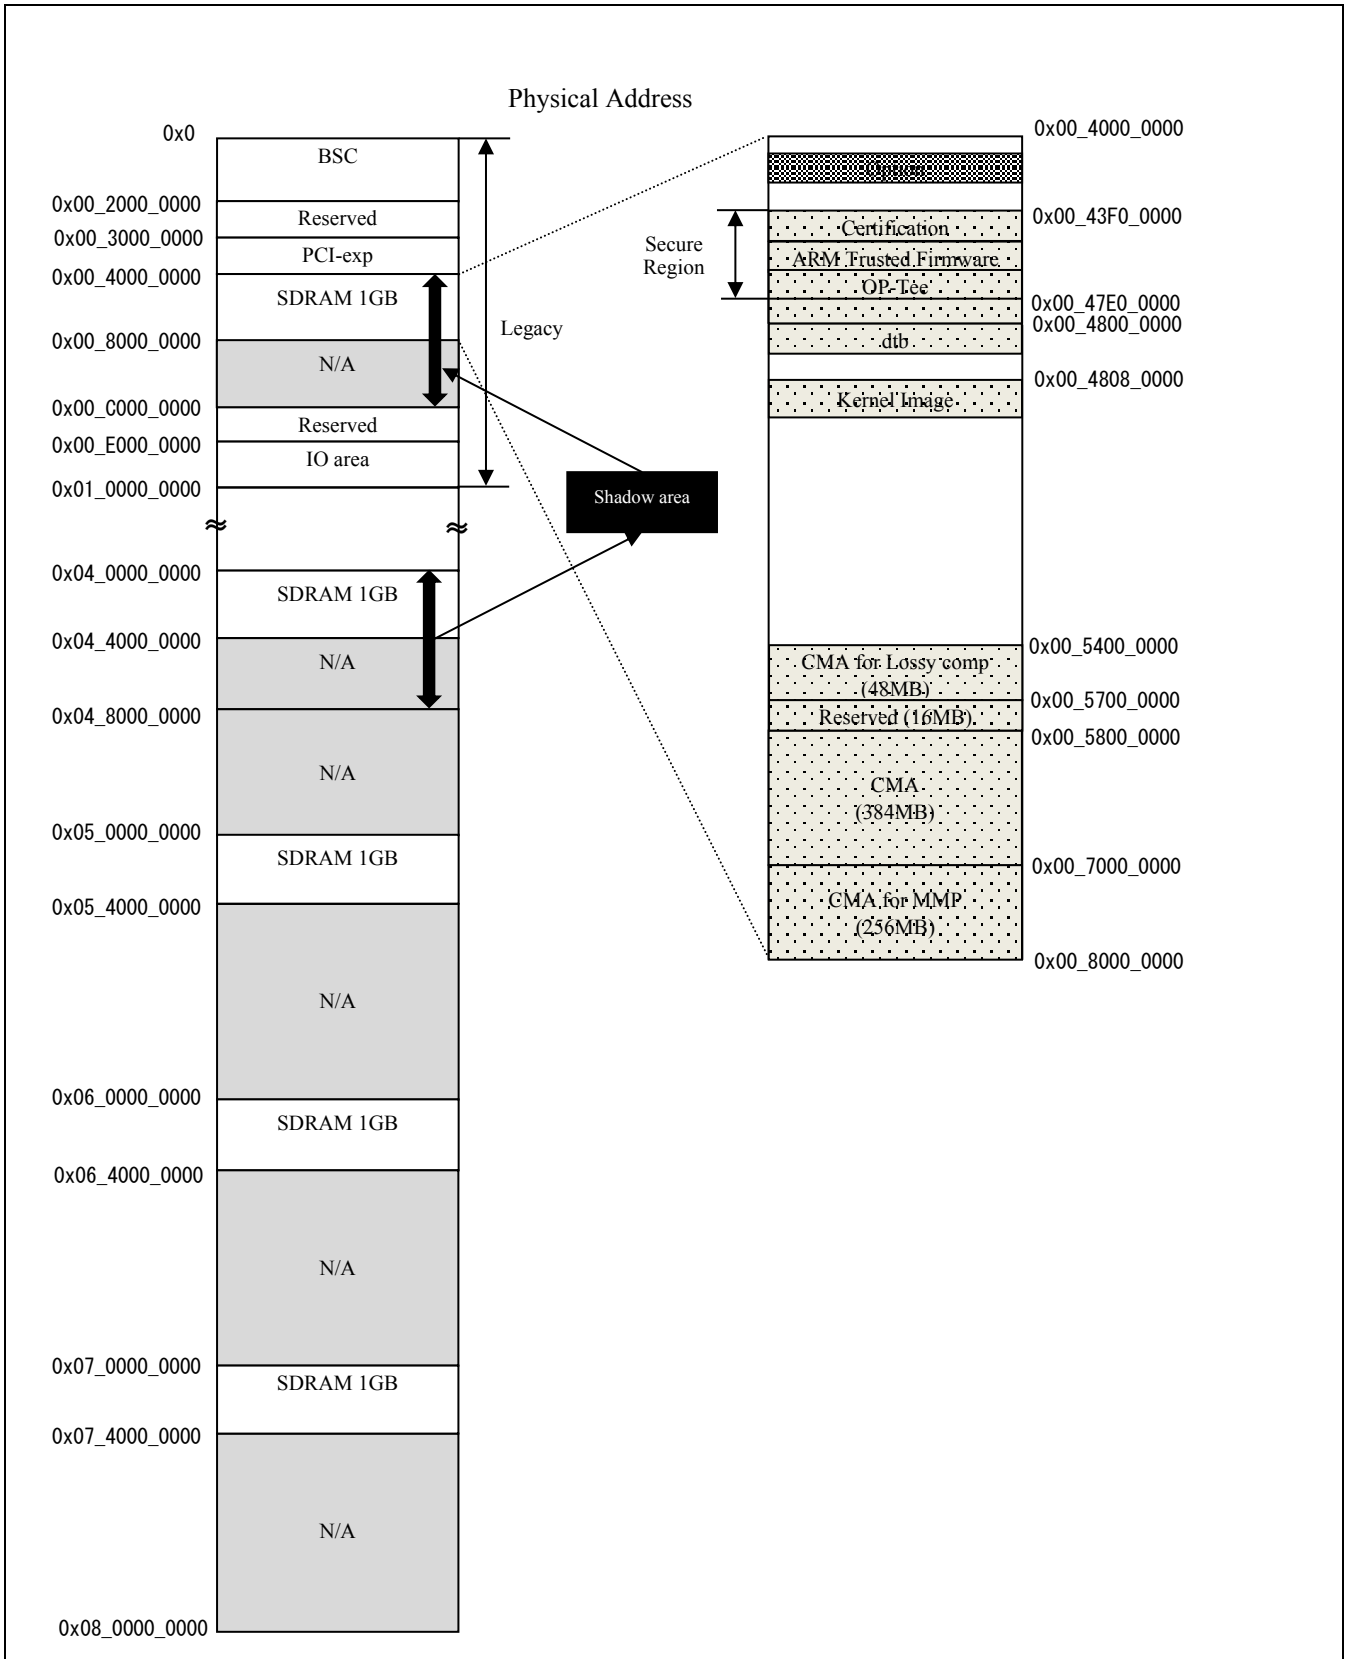 Physical Address
0x0
BSC
0x00_2000_0000
Reserved
0x00_3000_0000
PCI-exp
0x00_4000_0000
SDRAM 1GB
0x00_8000_0000
N/A
0x00_C000_0000
Reserved
0x00_E000_0000
IO area
0x01_0000_0000
Legacy
Shadow area
≈
≈
0x04_0000_0000
SDRAM 1GB
0x04_4000_0000
N/A
0x04_8000_0000
N/A
0x05_0000_0000
SDRAM 1GB
0x05_4000_0000
N/A
0x06_0000_0000
SDRAM 1GB
0x06_4000_0000
N/A
0x07_0000_0000
SDRAM 1GB
0x07_4000_0000
N/A
0x08_0000_0000
0x00_4000_0000
Option
0x00_43F0_0000
Secure
Region
Certification
ARM Trusted Firmware
OP-Tee
0x00_47E0_0000
0x00_4800_0000
dtb
0x00_4808_0000
Kernel Image
0x00_5400_0000
CMA for Lossy comp
(48MB)
0x00_5700_0000
Reserved (16MB)
0x00_5800_0000
CMA
(384MB)
0x00_7000_0000
CMA for MMP
(256MB)
0x00_8000_0000